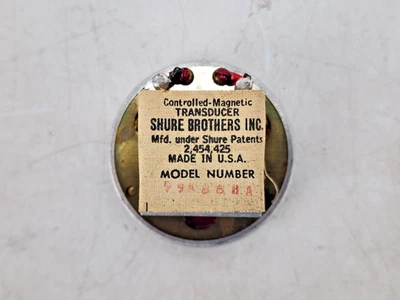 Controlled-Magnetic
TRANSDUCER
SHURE BROTHERS INC.
Mfd. under Shure Patents
2,454,425
MADE IN U.S.A.
MODEL NUMBER